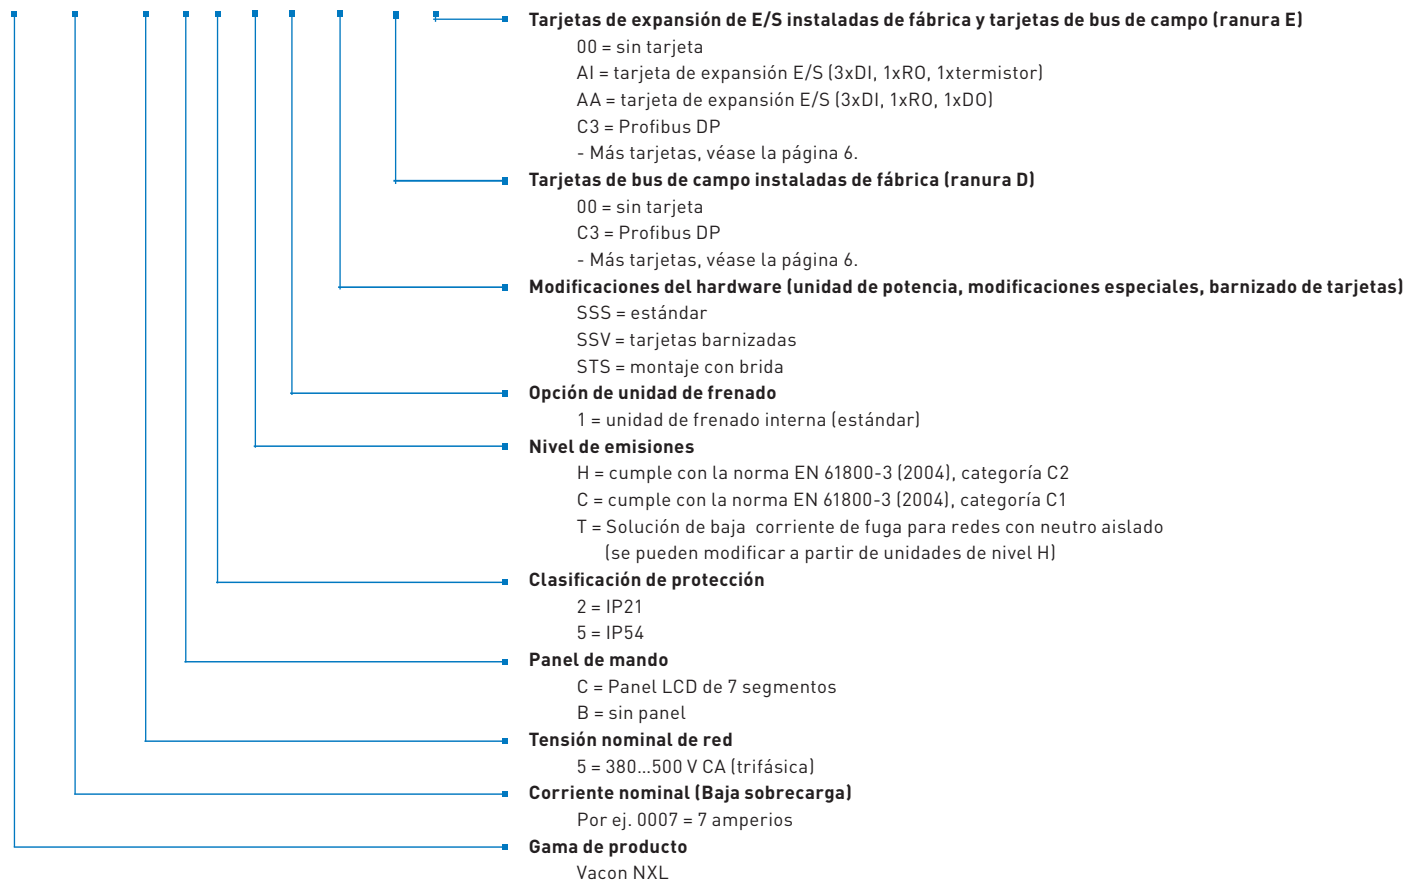 Tarjetas de expansión de E/S instaladas de fábrica y tarjetas de bus de campo (ranura E)
00 = sin tarjeta
AI = tarjeta de expansión E/S (3xDI, 1xRO, 1xtermistor)
AA = tarjeta de expansión E/S (3xDI, 1xRO, 1xDO)
C3 = Profibus DP
- Más tarjetas, véase la página 6.
Tarjetas de bus de campo instaladas de fábrica (ranura D)
00 = sin tarjeta
C3 = Profibus DP
- Más tarjetas, véase la página 6.
Modificaciones del hardware (unidad de potencia, modificaciones especiales, barnizado de tarjetas)
SSS = estándar
SSV = tarjetas barnizadas
STS = montaje con brida
Opción de unidad de frenado
1 = unidad de frenado interna (estándar)
Nivel de emisiones
H = cumple con la norma EN 61800-3 (2004), categoría C2
C = cumple con la norma EN 61800-3 (2004), categoría C1
T = Solución de baja corriente de fuga para redes con neutro aislado
(se pueden modificar a partir de unidades de nivel H)
Clasificación de protección
2 = IP21
5 = IP54
Panel de mando
C = Panel LCD de 7 segmentos
B = sin panel
Tensión nominal de red
5 = 380...500 V CA (trifásica)
Corriente nominal (Baja sobrecarga)
Por ej. 0007 = 7 amperios
Gama de producto
Vacon NXL